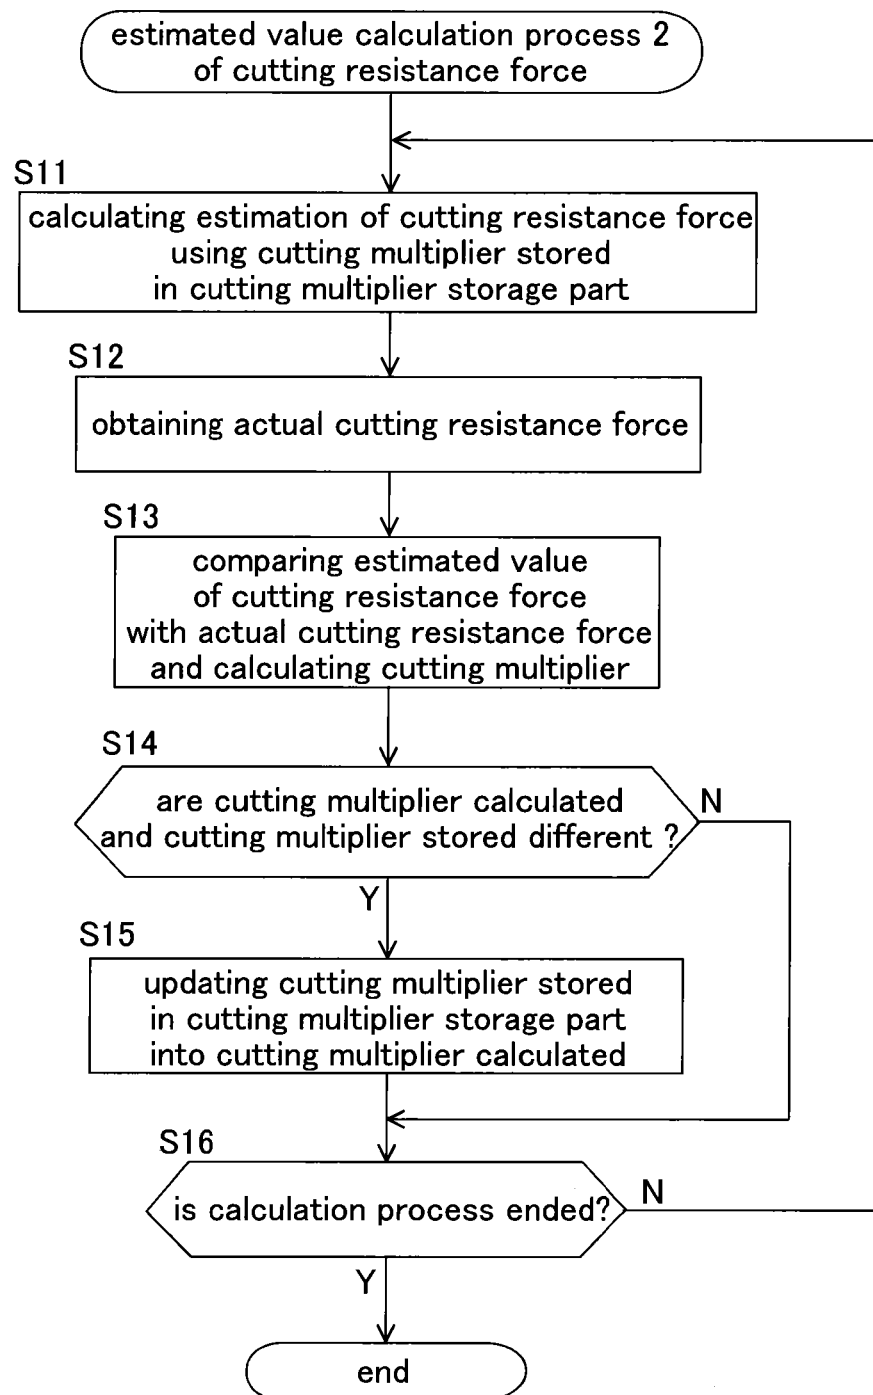 estimated value calculation process 2
of cutting resistance force
S11
calculating estimation of cutting resistance force
using cutting multiplier stored
in cutting multiplier storage part
S12
obtaining actual cutting resistance force
S13
comparing estimated value
of cutting resistance force
with actual cutting resistance force
and calculating cutting multiplier
S14
are cutting multiplier calculated
and cutting multiplier stored different ?
N
Y
S15
updating cutting multiplier stored
in cutting multiplier storage part
into cutting multiplier calculated
S16
is calculation process ended?
N
Y
end